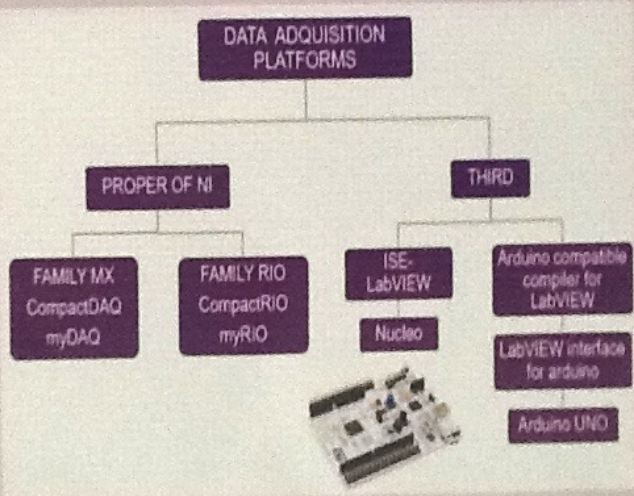 DATA ADQUISITION
PLATFORMS
PROPER OF NI
THIRD
FAMILY MX
CompactDAQ
myDAQ
FAMILY RIO
CompactRIO
myRIO
ISE-
LabVIEW
Nucleo
Arduino compatible
compiler for
LabVIEW
LabVIEW interface
for arduino
Arduino UNO